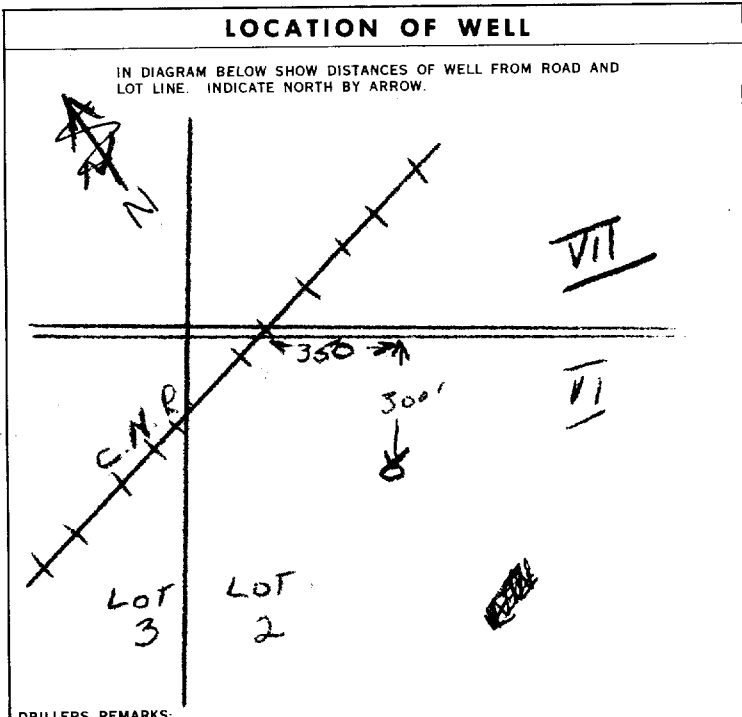 LOCATION OF WELL
IN DIAGRAM BELOW SHOW DISTANCES OF WELL FROM ROAD AND
LOT LINE. INDICATE NORTH BY ARROW.
N
VII
350
300'
VI
C.N.R.
LOT
3
LOT
2
DRILLERS REMARKS: